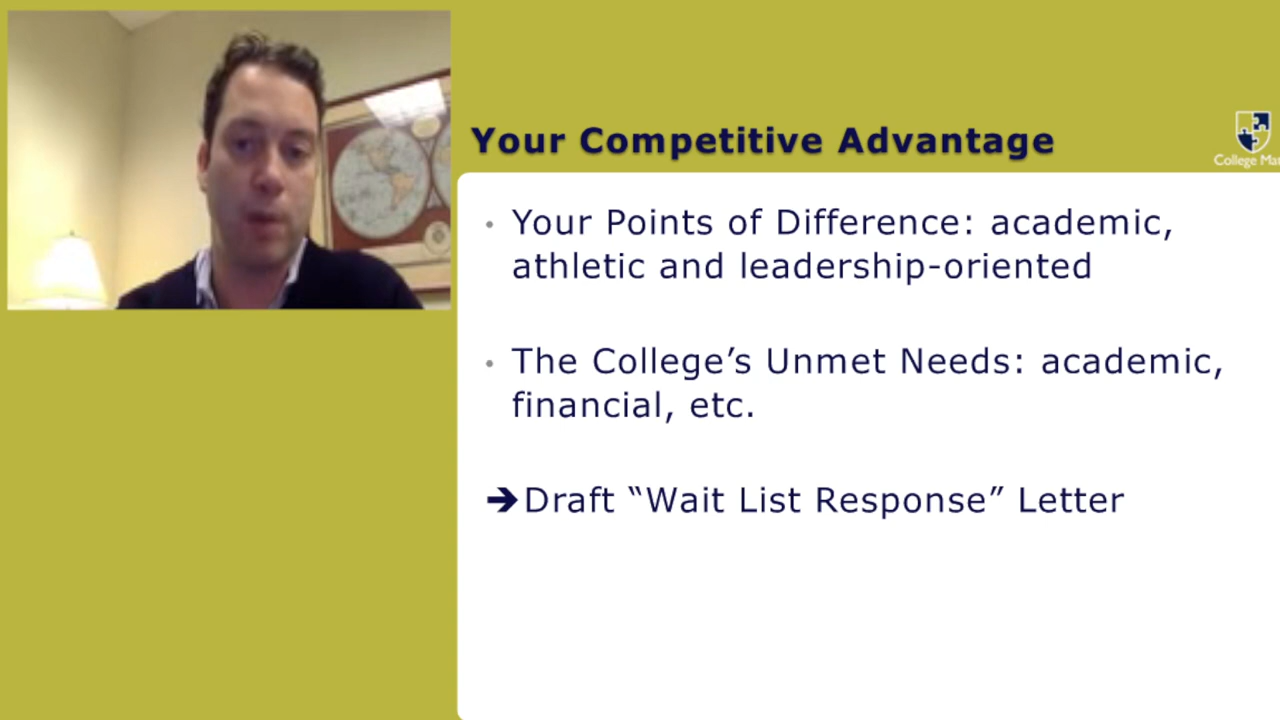 Your Competitive Advantage
College
• Your Points of Difference: academic,
athletic and leadership-oriented
• The College’s Unmet Needs: academic,
financial, etc.
➔Draft “Wait List Response” Letter